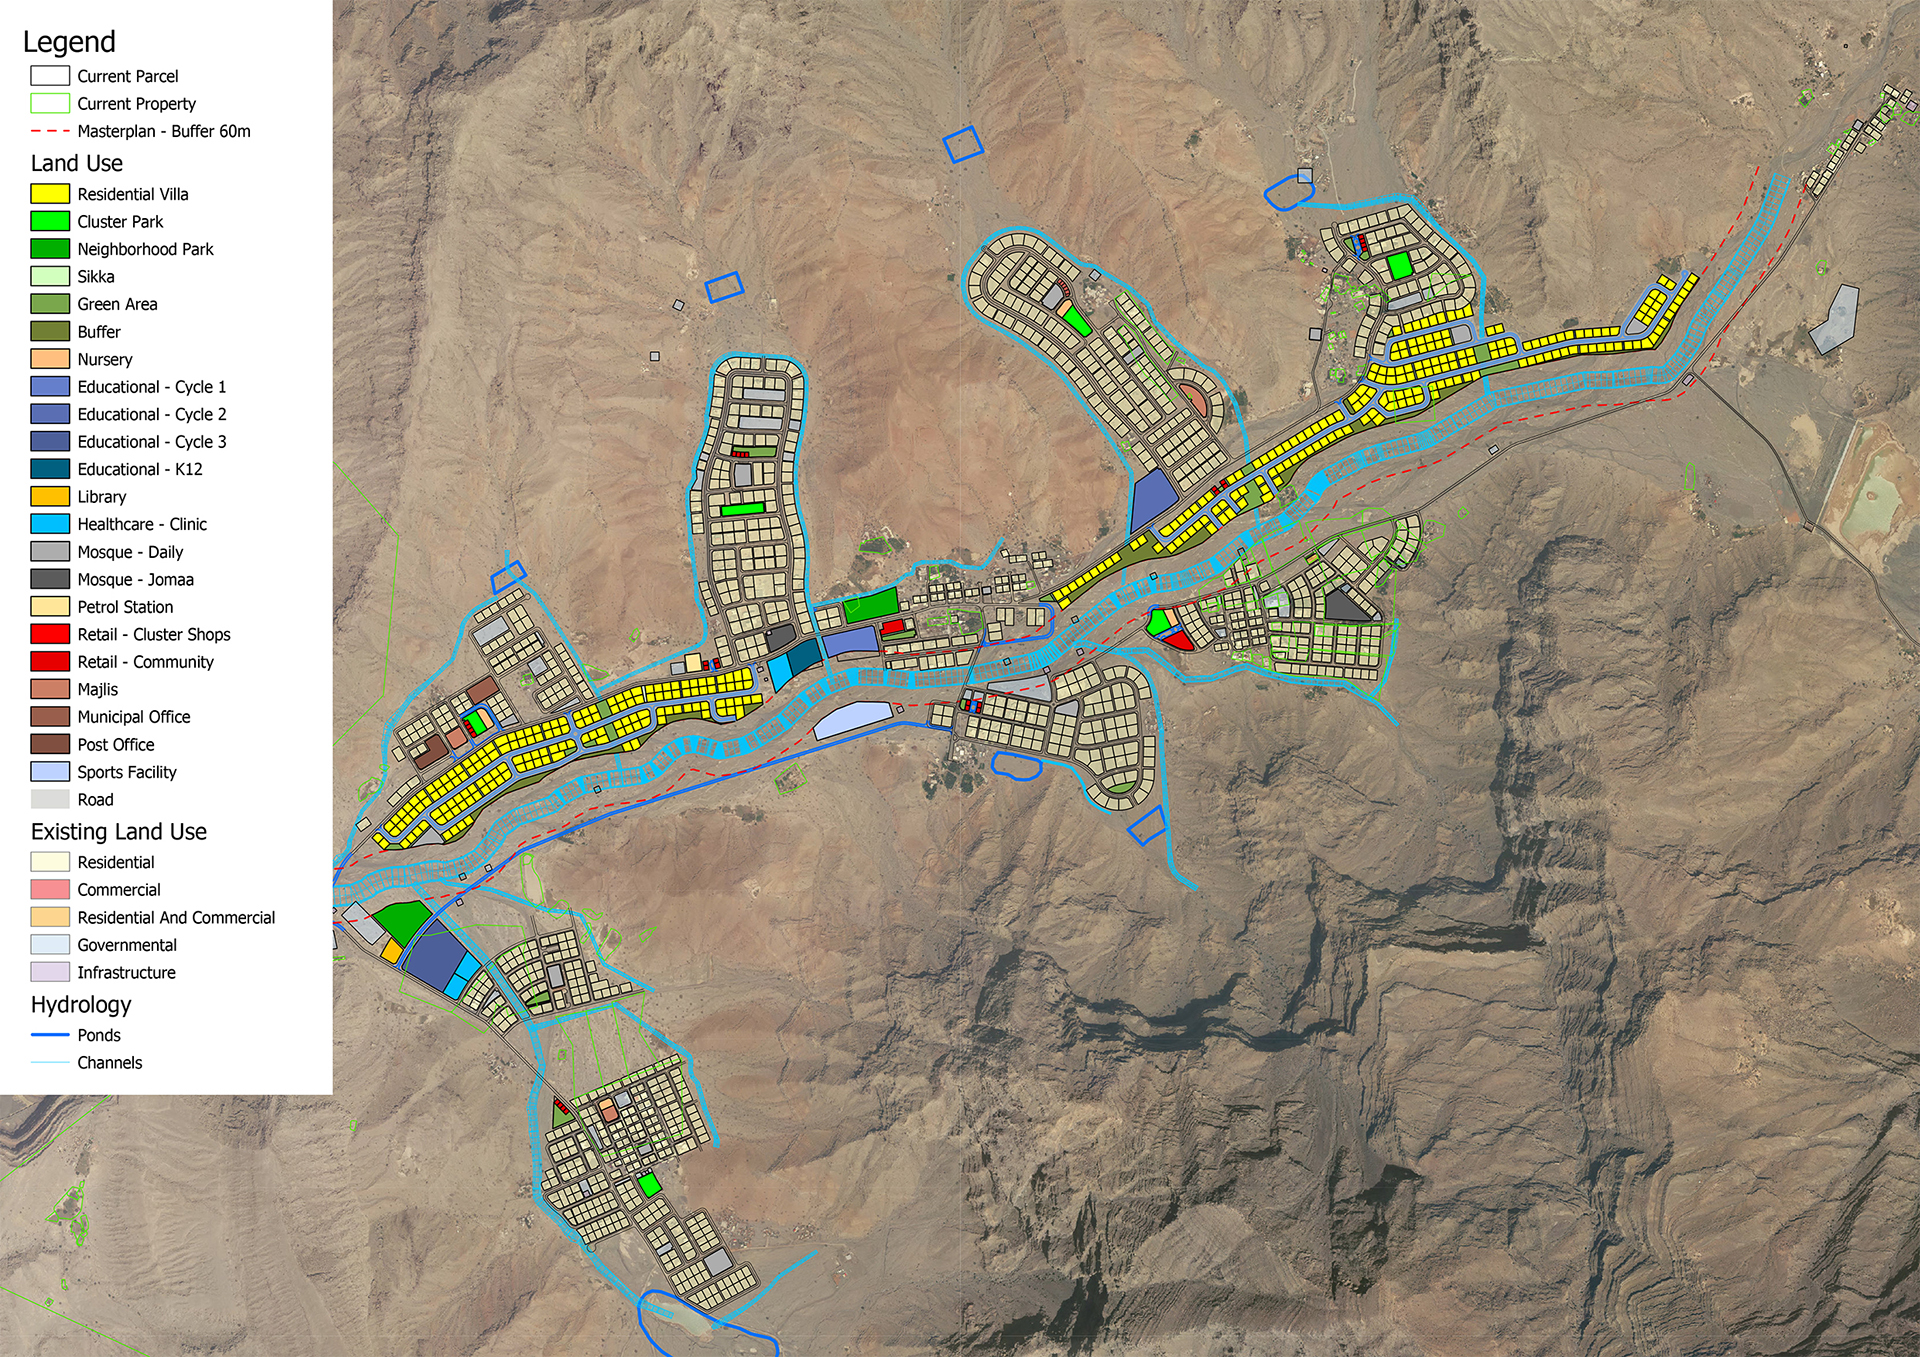 Legend
Current Parcel
Current Property
Masterplan - Buffer 60m
Land Use
Residential Villa
Cluster Park
Neighborhood Park
Sikka
Green Area
Buffer
Nursery
Educational - Cycle 1
Educational - Cycle 2
Educational - Cycle 3
Educational - K12
Library
Healthcare - Clinic
Mosque - Daily
Mosque - Jomaa
Petrol Station
Retail - Cluster Shops
Retail - Community
Majlis
Municipal Office
Post Office
Sports Facility
Road
Existing Land Use
Residential
Commercial
Residential And Commercial
Governmental
Infrastructure
Hydrology
Ponds
Channels